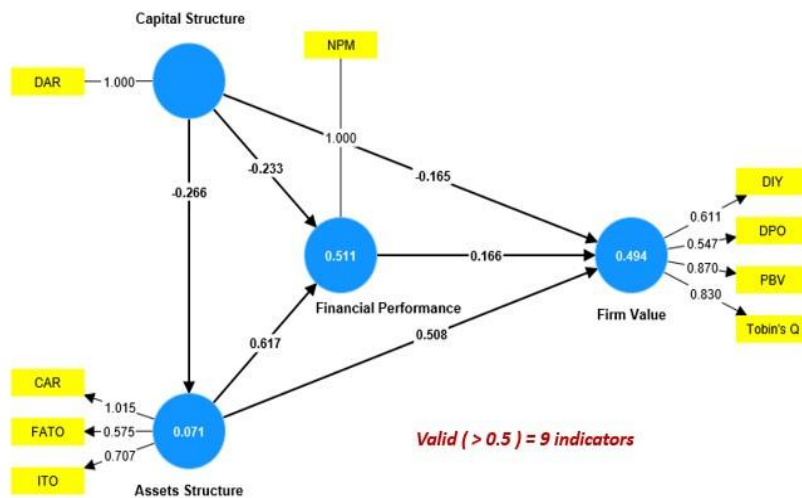 Capital Structure
NPM
DAR
1.000
1.000
-0.233
-0.165
-0.266
DIY
0.611
DPO
0.547
0.511
0.166
0.494
0.870
PBV
0.830
Financial Performance
Firm Value
Tobin's Q
0.617
0.508
CAR
1.015
FATO
0.575
0.071
0.707
ITO
Valid ( > 0.5 ) = 9 indicators
Assets Structure